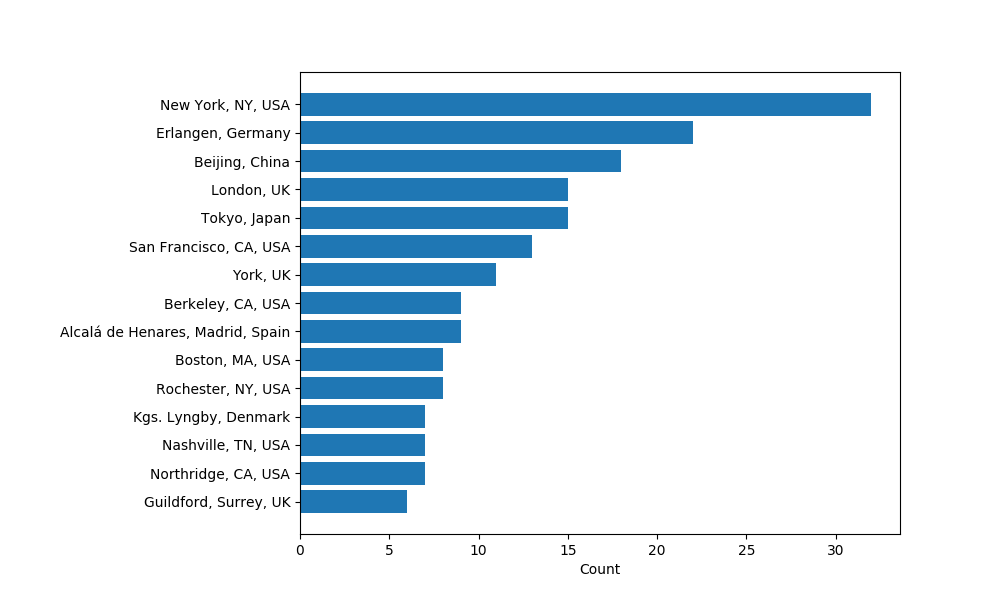 New York, NY, USA
Erlangen, Germany
Beijing, China
London, UK
Tokyo, Japan
San Francisco, CA, USA
York, UK
Berkeley, CA, USA
Alcalá de Henares, Madrid, Spain
Boston, MA, USA
Rochester, NY, USA
Kgs. Lyngby, Denmark
Nashville, TN, USA
Northridge, CA, USA
Guildford, Surrey, UK
0 5 10 15 20 25 30
Count